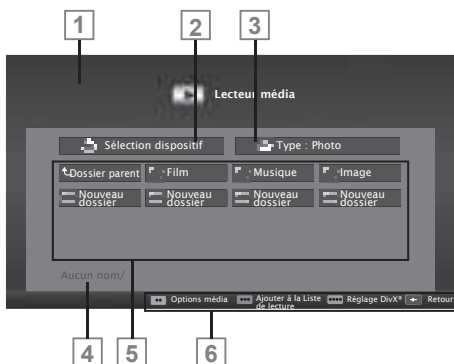 1 2 3
Lecteur média
Sélection dispositif Type : Photo
Dossier parent Film Musique Image
Nouveau dossier Nouveau dossier Nouveau dossier Nouveau dossier
Aucun nom/
Options média Ajouter à la Liste de lecture Réglage DivX® Retour
4 5 6